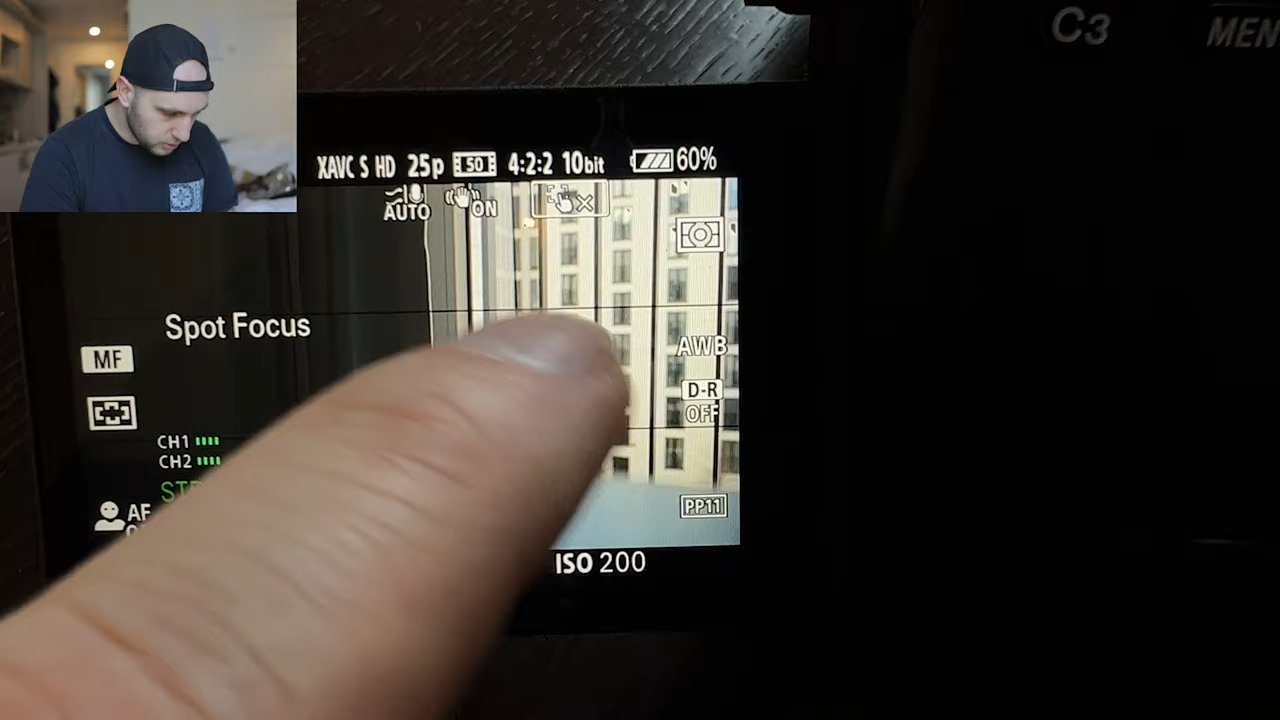 C3 MEN
XAVC S HD 25p 50 4:2:2 10bit 60%
AUTO ON
Spot Focus
MF
AWB
D-R
OFF
CH1
CH2
AF
PP11
ISO 200